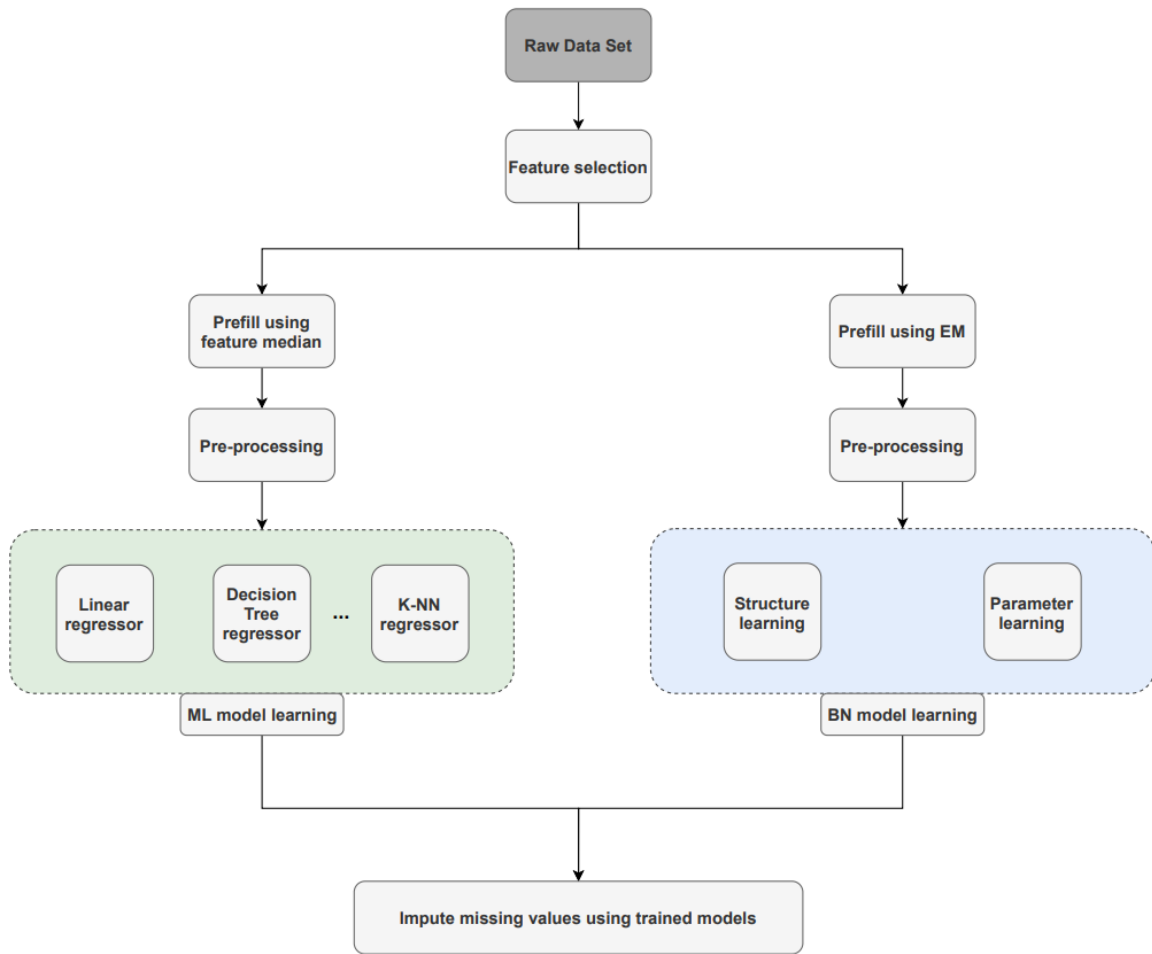 Raw Data Set
Feature selection
Prefill using
feature median
Prefill using EM
Pre-processing
Pre-processing
Linear
regressor
Decision
Tree
regressor
...
K-NN
regressor
Structure
learning
Parameter
learning
ML model learning
BN model learning
Impute missing values using trained models